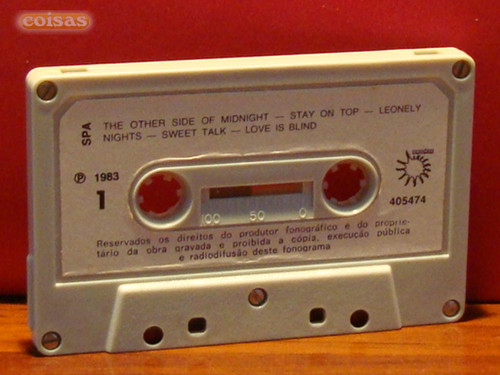 coisas
THE OTHER SIDE OF MIDNIGHT — STAY ON TOP — LEONELY
NIGHTS — SWEET TALK — LOVE IS BLIND
SPA
℗ 1983
1
405474
100 50 0
Reservados os direitos do produtor fonográfico e do proprie-
tário da obra gravada e proibida a cópia, execução pública
e radiodifusão deste fonograma